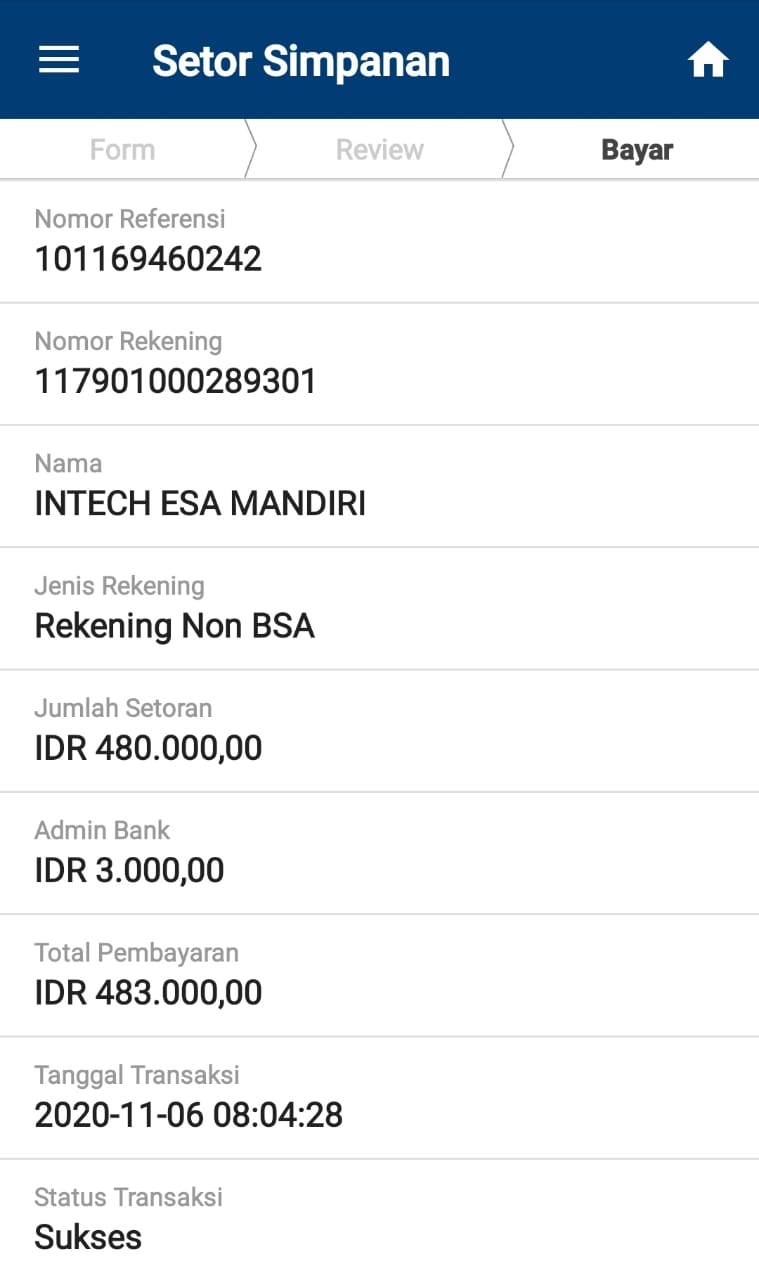 Setor Simpanan
Form
Review
Bayar
Nomor Referensi
101169460242
Nomor Rekening
117901000289301
Nama
INTECH ESA MANDIRI
Jenis Rekening
Rekening Non BSA
Jumlah Setoran
IDR 480.000,00
Admin Bank
IDR 3.000,00
Total Pembayaran
IDR 483.000,00
Tanggal Transaksi
2020-11-06 08:04:28
Status Transaksi
Sukses